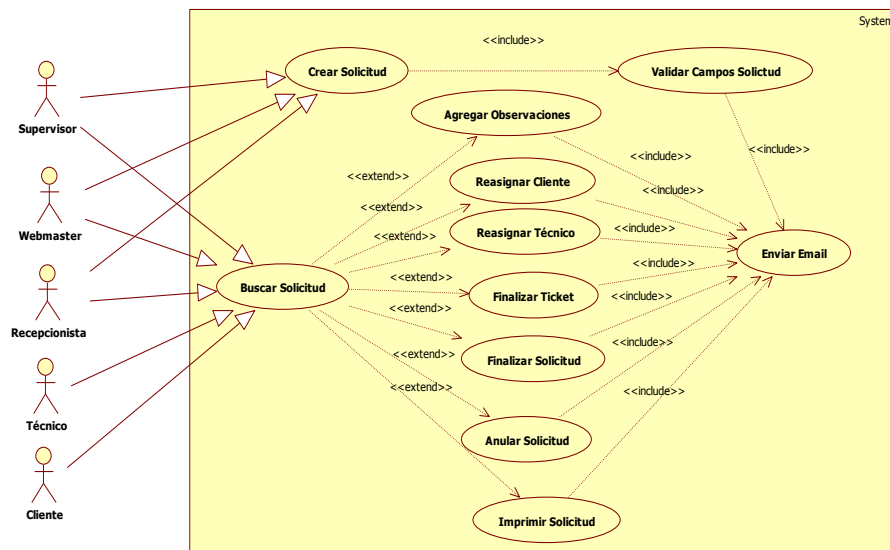 System
<<include>>
Crear Solicitud
Validar Campos Solictud
Supervisor
Agregar Observaciones
<<include>>
<<include>>
<<extend>>
Reasignar Cliente
<<include>>
<<extend>>
Webmaster
Reasignar Técnico
<<include>>
<<extend>>
Enviar Email
<<include>>
<<extend>>
Buscar Solicitud
Finalizar Ticket
<<include>>
<<extend>>
Recepcionista
<<include>>
<<extend>>
Finalizar Solicitud
<<include>>
<<extend>>
Técnico
Anular Solicitud
Cliente
Imprimir Solicitud